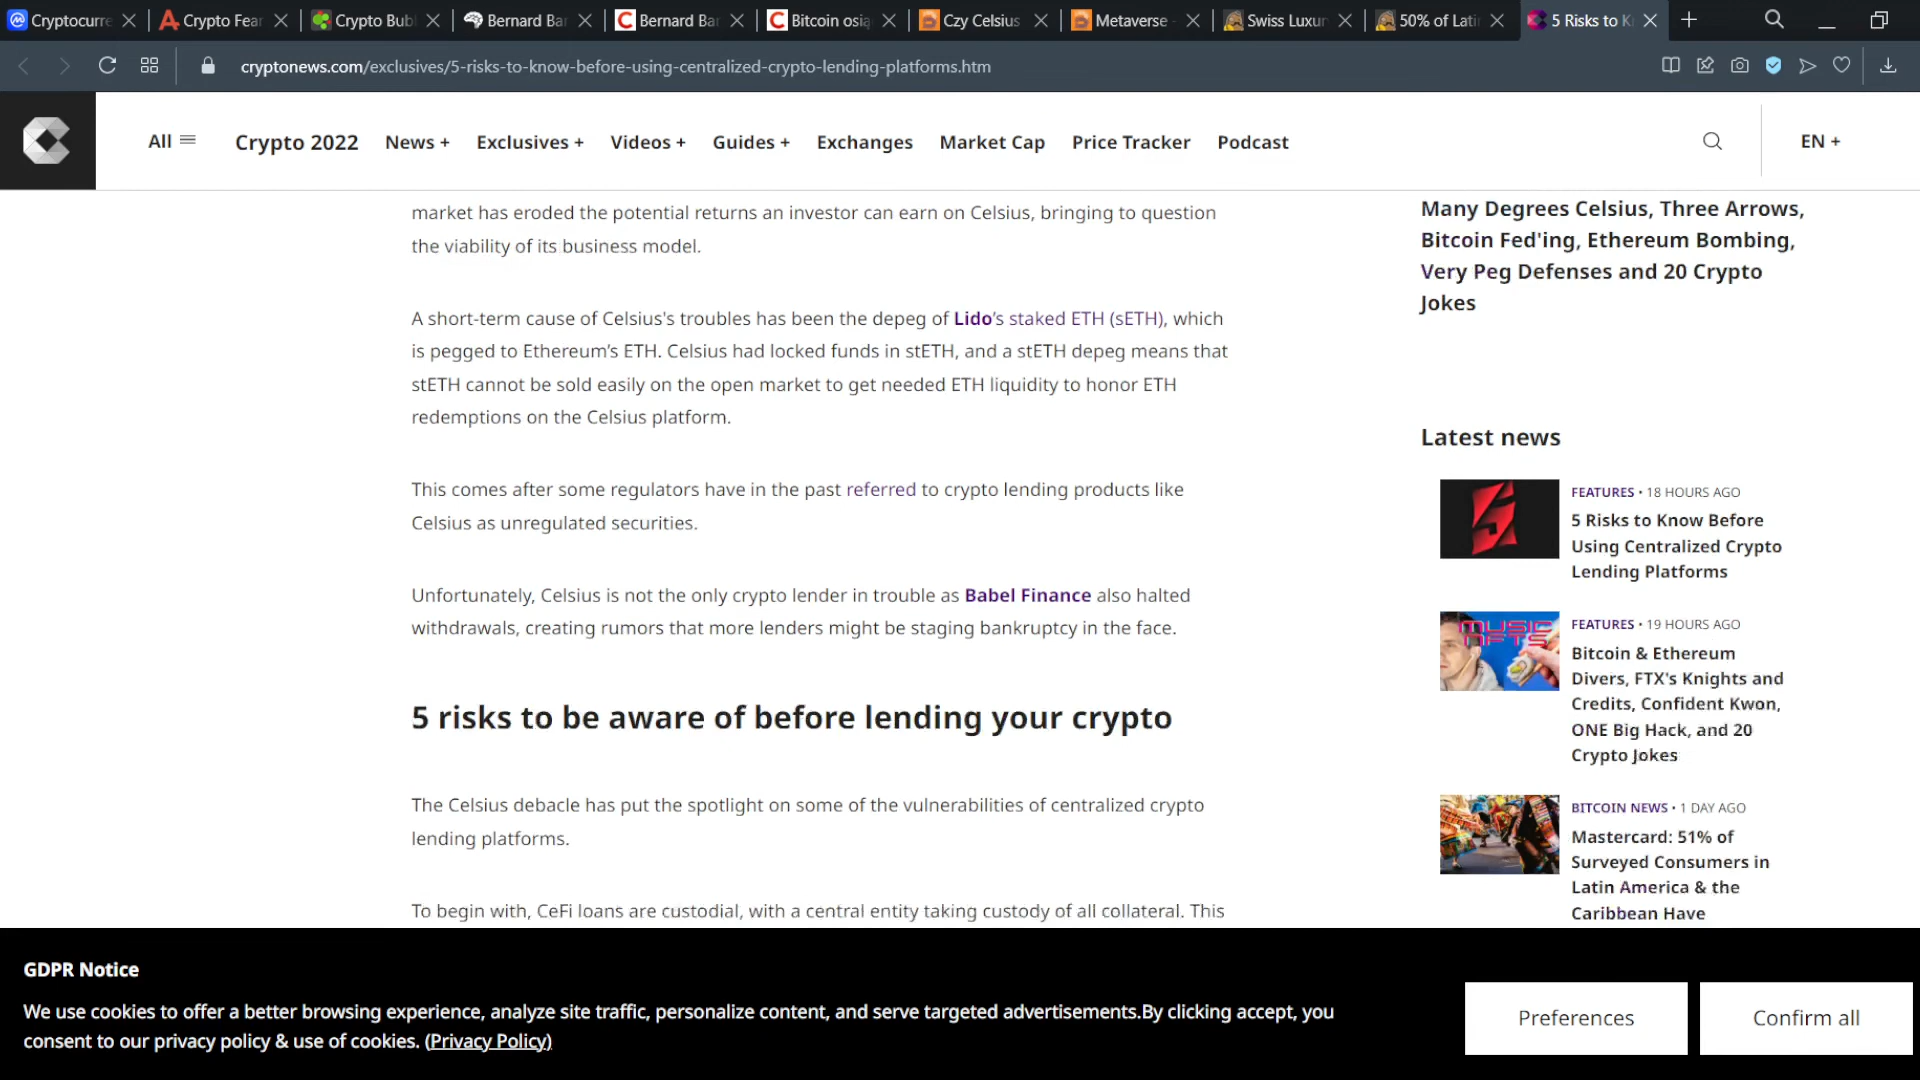 Cryptocurre
Crypto Fear
Crypto Bub
Bernard Bar
Bernard Bar
Bitcoin osią
Czy Celsius
Metaverse -
Swiss Luxur
50% of Lati
5 Risks to K
cryptonews.com/exclusives/5-risks-to-know-before-using-centralized-crypto-lending-platforms.htm
All
Crypto 2022
News +
Exclusives +
Videos +
Guides +
Exchanges
Market Cap
Price Tracker
Podcast
EN +
market has eroded the potential returns an investor can earn on Celsius, bringing to question
the viability of its business model.
A short-term cause of Celsius's troubles has been the depeg of Lido's staked ETH (sETH), which
is pegged to Ethereum's ETH. Celsius had locked funds in stETH, and a stETH depeg means that
stETH cannot be sold easily on the open market to get needed ETH liquidity to honor ETH
redemptions on the Celsius platform.
This comes after some regulators have in the past referred to crypto lending products like
Celsius as unregulated securities.
Unfortunately, Celsius is not the only crypto lender in trouble as Babel Finance also halted
withdrawals, creating rumors that more lenders might be staging bankruptcy in the face.
5 risks to be aware of before lending your crypto
The Celsius debacle has put the spotlight on some of the vulnerabilities of centralized crypto
lending platforms.
To begin with, CeFi loans are custodial, with a central entity taking custody of all collateral. This
Many Degrees Celsius, Three Arrows,
Bitcoin Fed'ing, Ethereum Bombing,
Very Peg Defenses and 20 Crypto
Jokes
Latest news
FEATURES • 18 HOURS AGO
5 Risks to Know Before
Using Centralized Crypto
Lending Platforms
MUSIC
NFTS
FEATURES • 19 HOURS AGO
Bitcoin & Ethereum
Divers, FTX's Knights and
Credits, Confident Kwon,
ONE Big Hack, and 20
Crypto Jokes
BITCOIN NEWS • 1 DAY AGO
Mastercard: 51% of
Surveyed Consumers in
Latin America & the
Caribbean Have
GDPR Notice
We use cookies to offer a better browsing experience, analyze site traffic, personalize content, and serve targeted advertisements.By clicking accept, you
consent to our privacy policy & use of cookies. (Privacy Policy)
Preferences
Confirm all